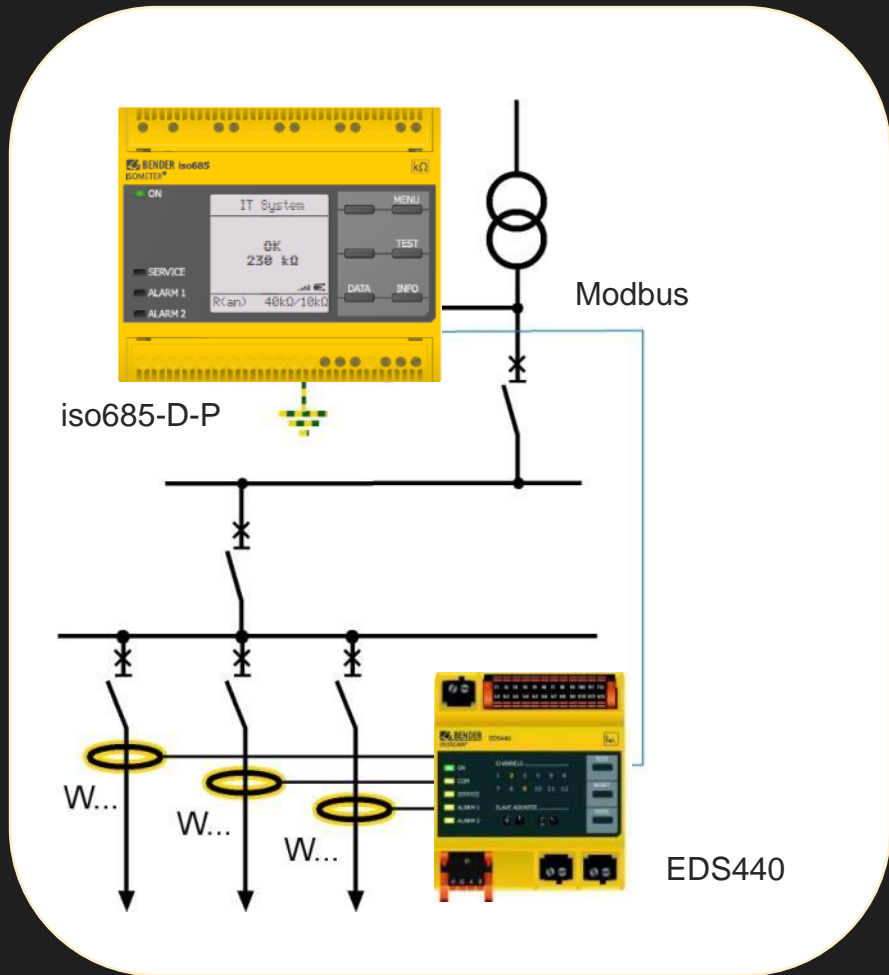 BENDER iso685
ISOMETER®
kΩ
ON
IT System
MENU
OK
230 kΩ
TEST
SERVICE
ALARM 1
DATA
INFO
R(an) 40kΩ/10kΩ
ALARM 2
Modbus
iso685-D-P
BENDER EDS440
CHANNELS
ON
1 2 3 4 5 6
COM
7 8 9 10 11 12
SERVICE
ALARM 1
SLAVE ADDRESS
ALARM 2
TEST
RESET
W...
W...
W...
EDS440